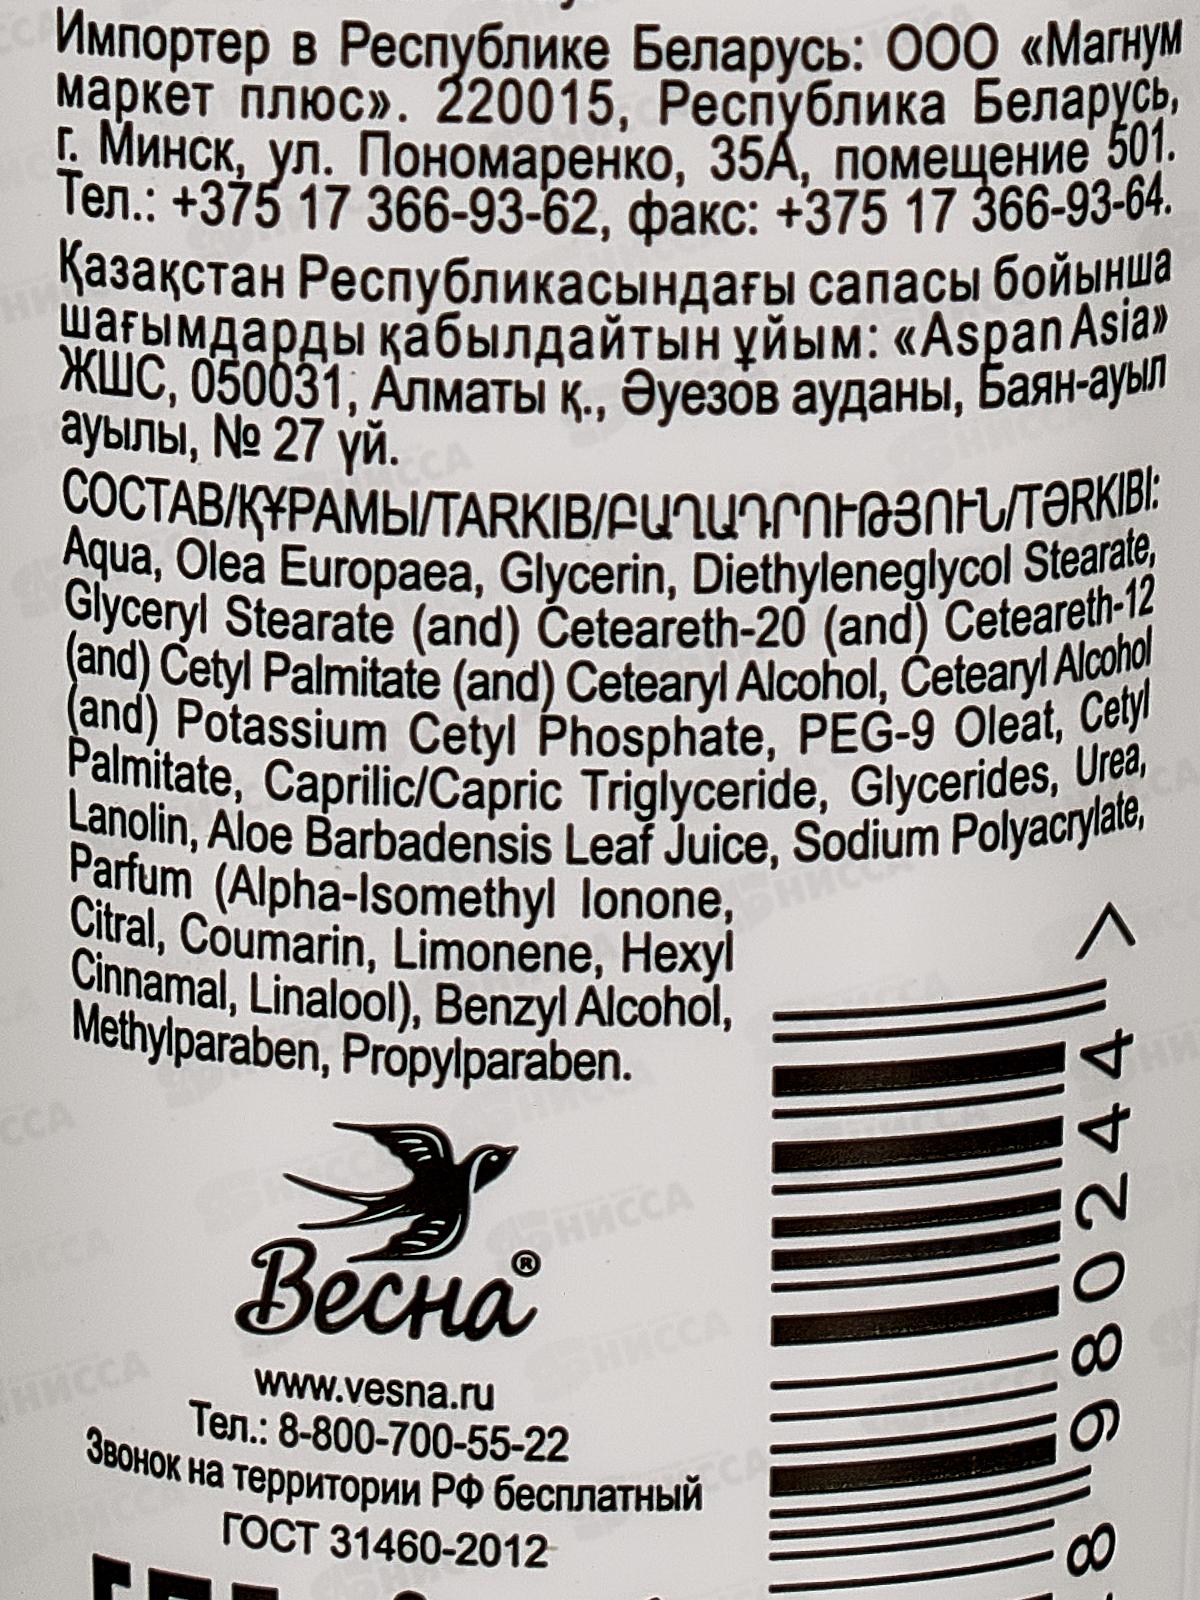 Импортер в Республике Беларусь: ООО «Магнум
маркет плюс». 220015, Республика Беларусь,
г. Минск, ул. Пономаренко, 35А, помещение 501.
Тел.: +375 17 366-93-62, факс: +375 17 366-93-64.
Қазақстан Республикасындағы сапасы бойынша
шағымдарды қабылдайтын ұйым: «Aspan Asia»
ЖШС, 050031, Алматы қ., Әуезов ауданы, Баян-ауыл
ауылы, № 27 үй.
СОСТАВ/ҚҰРАМЫ/TARKIB/ԲԱՂԱԴՐՈՒԹՅՈՒՆ/TƏRKIBI:
Aqua, Olea Europaea, Glycerin, Diethyleneglycol Stearate,
Glyceryl Stearate (and) Ceteareth-20 (and) Ceteareth-12
(and) Cetyl Palmitate (and) Cetearyl Alcohol, Cetearyl Alcohol
(and) Potassium Cetyl Phosphate, PEG-9 Oleat, Cetyl
Palmitate, Caprilic/Capric Triglyceride, Glycerides, Urea,
Lanolin, Aloe Barbadensis Leaf Juice, Sodium Polyacrylate,
Parfum (Alpha-Isomethyl Ionone,
Citral, Coumarin, Limonene, Hexyl
Cinnamal, Linalool), Benzyl Alcohol,
Methylparaben, Propylparaben.
Весна®
www.vesna.ru
Тел.: 8-800-700-55-22
Звонок на территории РФ бесплатный
ГОСТ 31460-2012
8 980244 >
НИССА